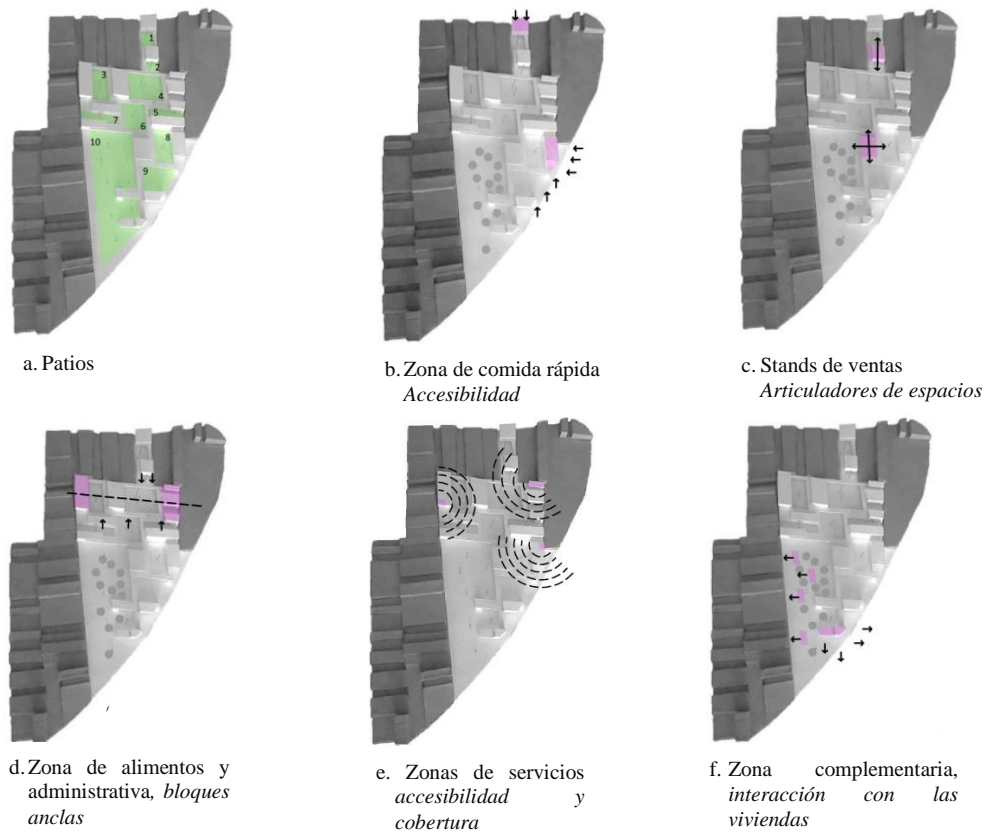 1
2
3
4
5
7
6
8
10
9
a. Patios
b. Zona de comida rápida
Accesibilidad
c. Stands de ventas
Articuladores de espacios
d. Zona de alimentos y
administrativa, bloques
anclas
e. Zonas de servicios
accesibilidad y
cobertura
f. Zona complementaria,
interacción con las
viviendas